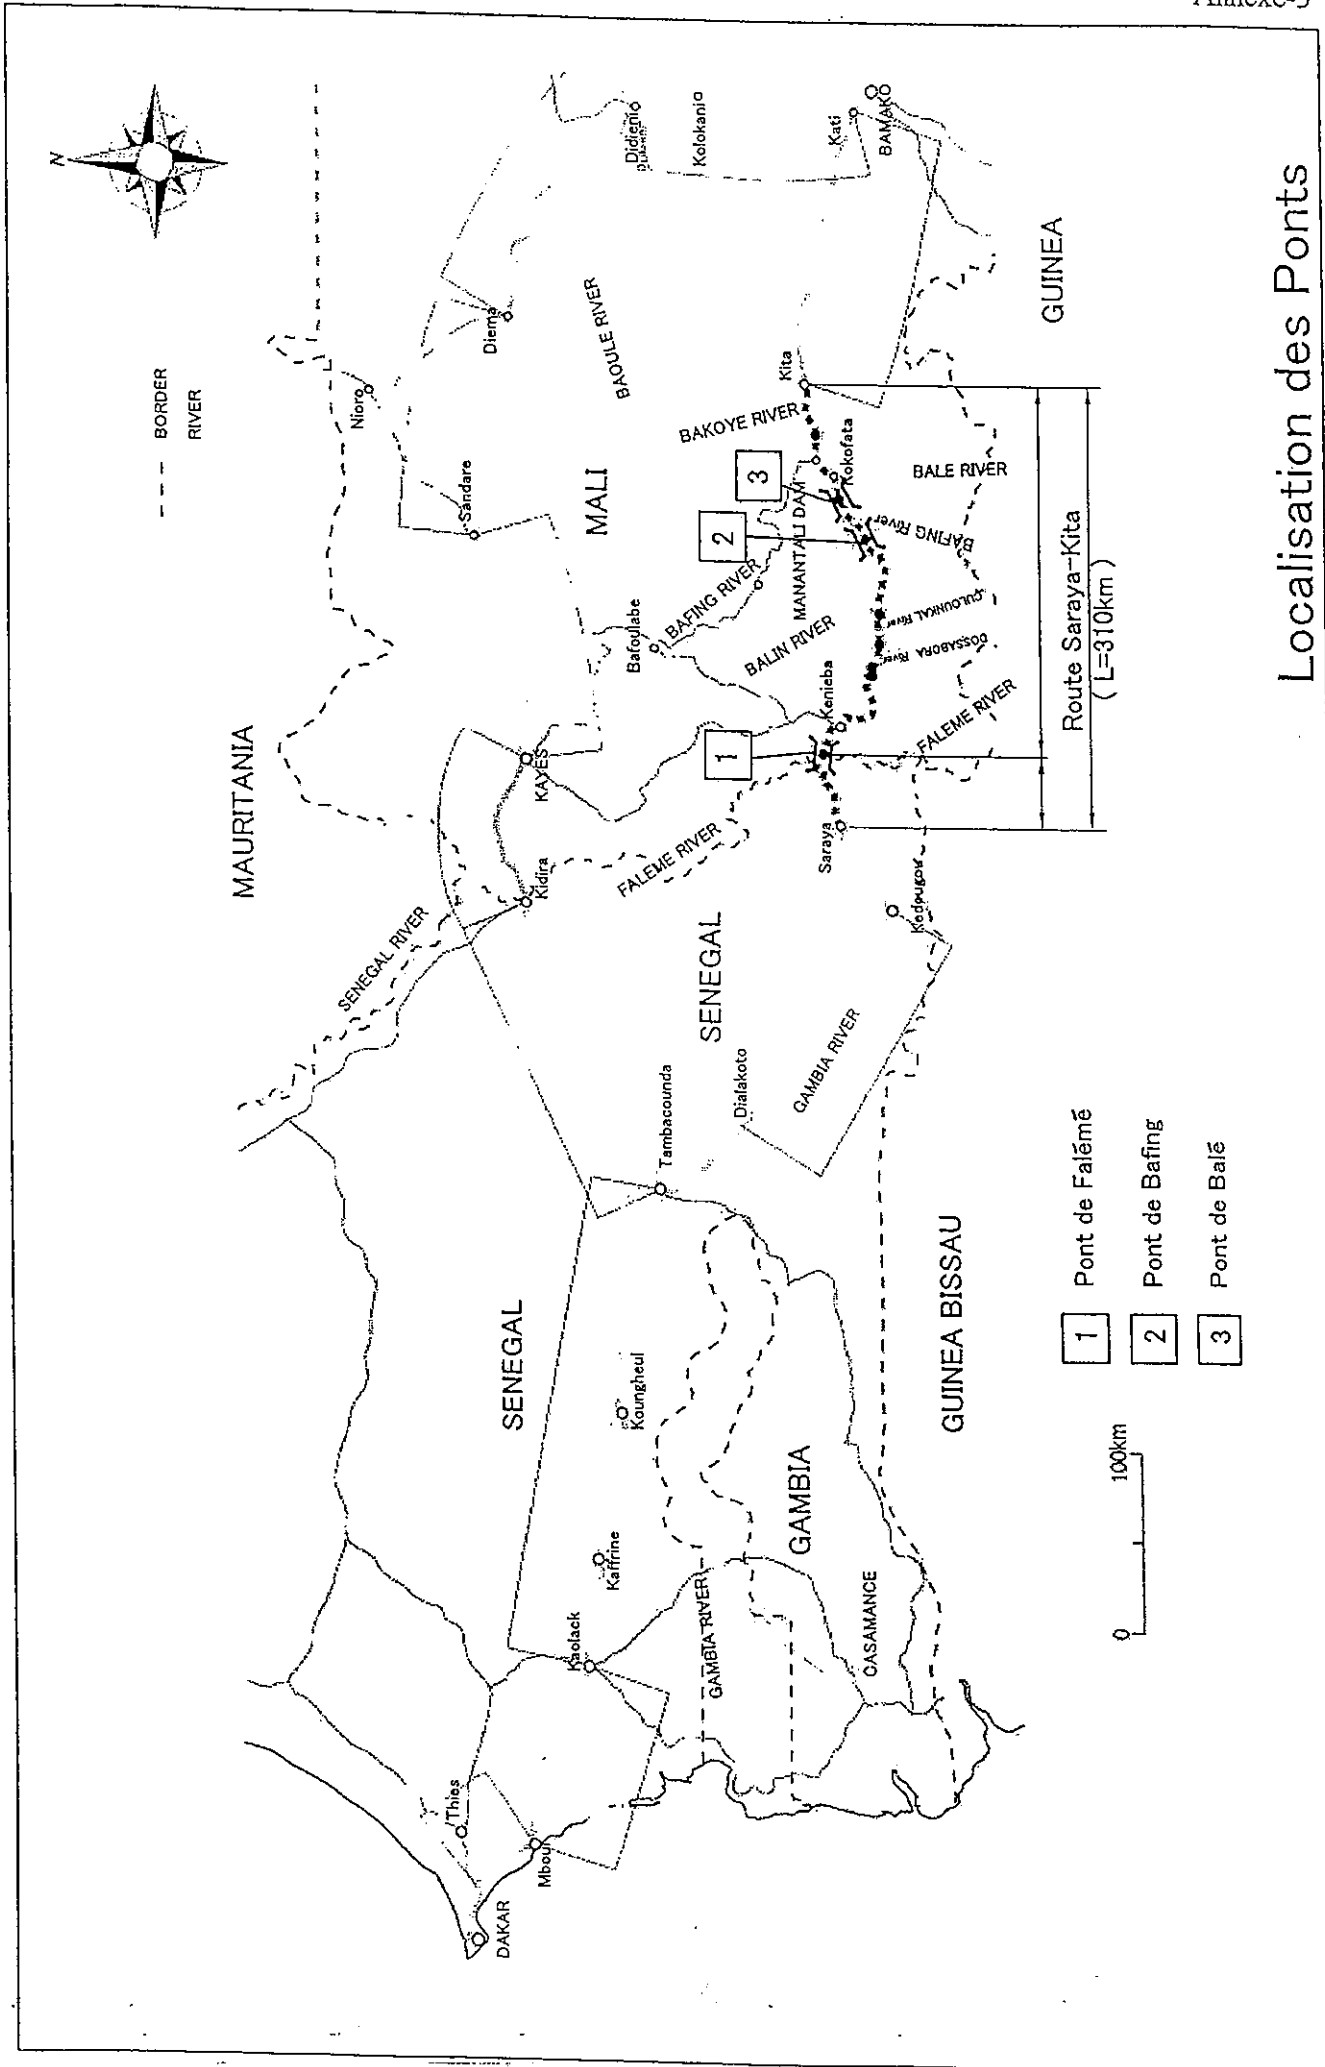 N
BORDER
RIVER
MAURITANIA
Nioro
Sandare
Diema
Didieni
Kolokani
Kati
BAMAKO
MALI
BAOULE RIVER
SENEGAL RIVER
Kidira
KAYES
Bafoulabe
BAFING RIVER
BAKOYE RIVER
Kita
3
2
1
MANANTALI DAM
Kokofata
BALIN RIVER
BALE RIVER
BAFING River
DOSSABORA River
Kenieba
FALEME RIVER
FALEME RIVER
Saraya
Kedougou
GUINEA
Route Saraya-Kita
( L=310km )
SENEGAL
SENEGAL
Tambacounda
Dialakoto
GAMBIA RIVER
Koungheul
Kaffrine
Kaolack
Thies
DAKAR
Mbour
GAMBIA RIVER
GAMBIA
CASAMANCE
GUINEA BISSAU
0 100km
1 Pont de Falémé
2 Pont de Bafing
3 Pont de Balé
Localisation des Ponts